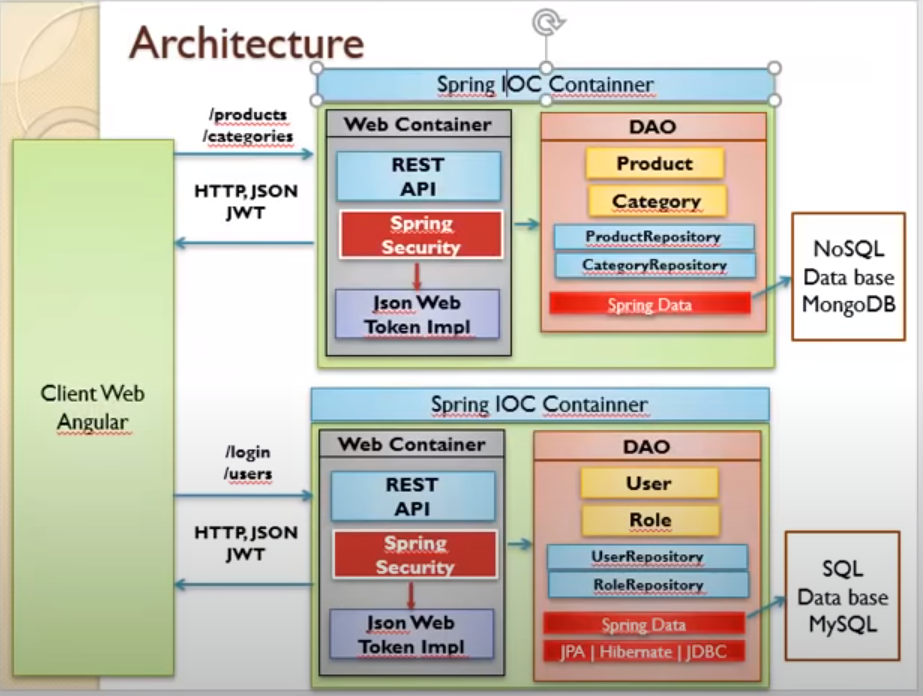 Architecture
Spring IOC Containner
/products
/categories
HTTP, JSON
JWT
Web Container
REST
API
Spring
Security
Json Web
Token Impl
DAO
Product
Category
ProductRepository
CategoryRepository
Spring Data
NoSQL
Data base
MongoDB
Client Web
Angular
Spring IOC Containner
/login
/users
HTTP, JSON
JWT
Web Container
REST
API
Spring
Security
Json Web
Token Impl
DAO
User
Role
UserRepository
RoleRepository
Spring Data
JPA | Hibernate | JDBC
SQL
Data base
MySQL